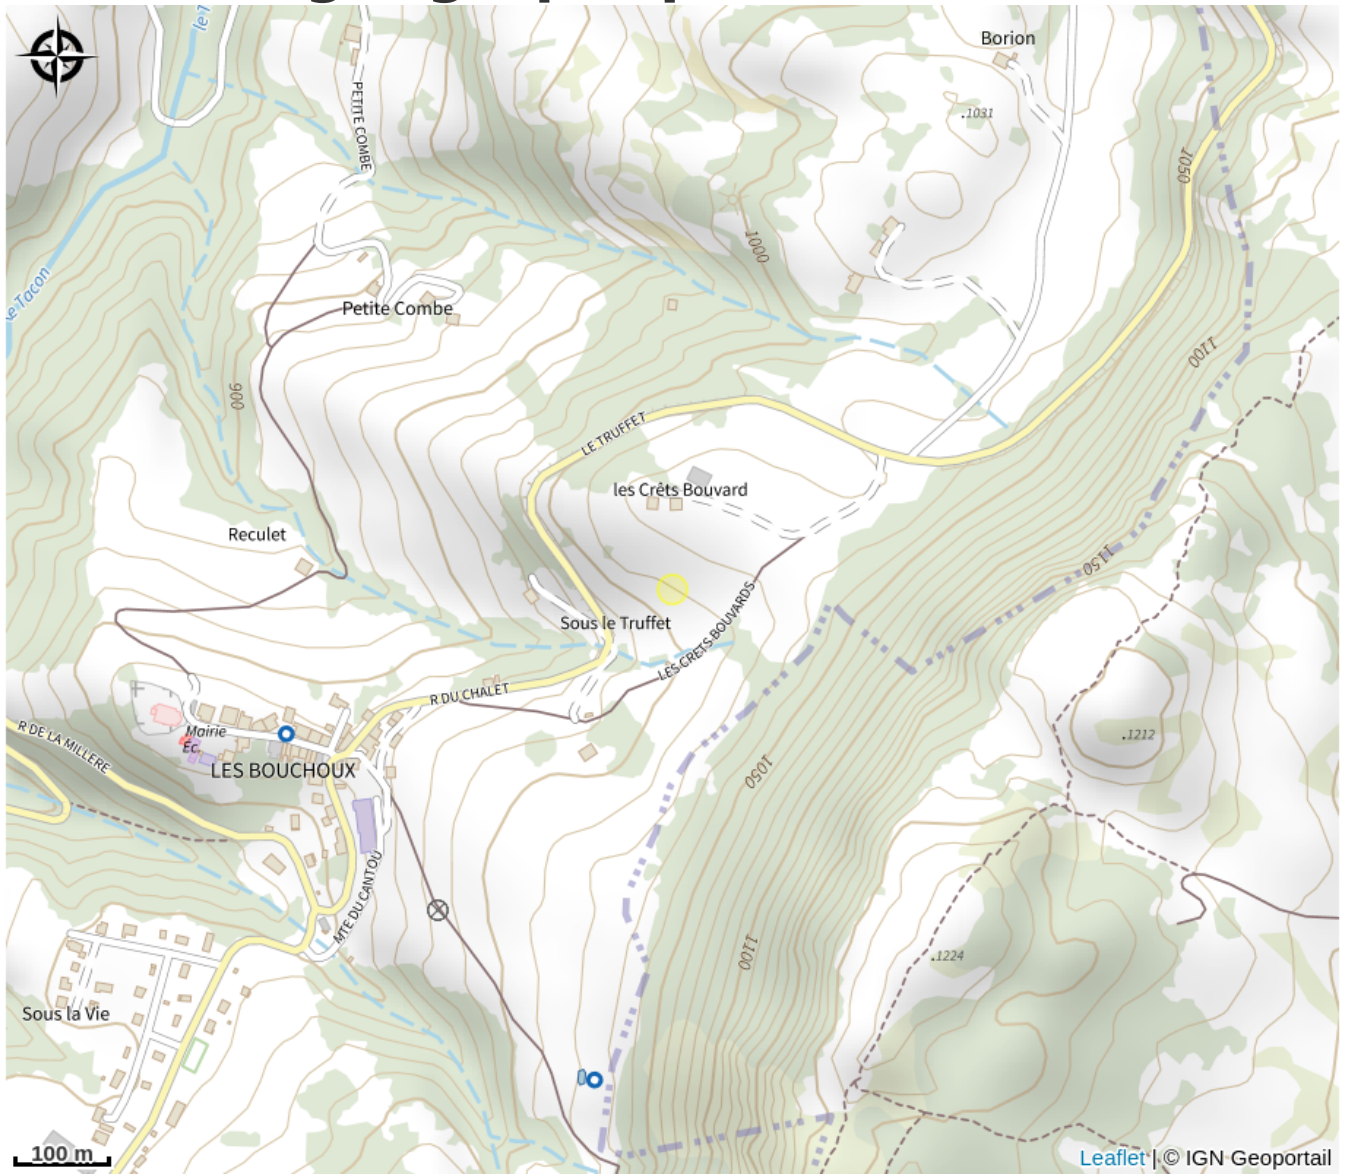 Borion
1031
PETITE COMBE
1050
1000
le Tacon
Petite Combe
1100
900
LE TRUFFET
les Crêts Bouvard
Reculet
1150
Sous le Truffet
LES CRETS BOUVARDS
R DU CHALET
R DE LA MILLERE
Mairie
Éc.
LES BOUCHOUX
1212
1050
MTE DU CANTOU
1100
1224
Sous la Vie
100 m
Leaflet | © IGN Geoportail